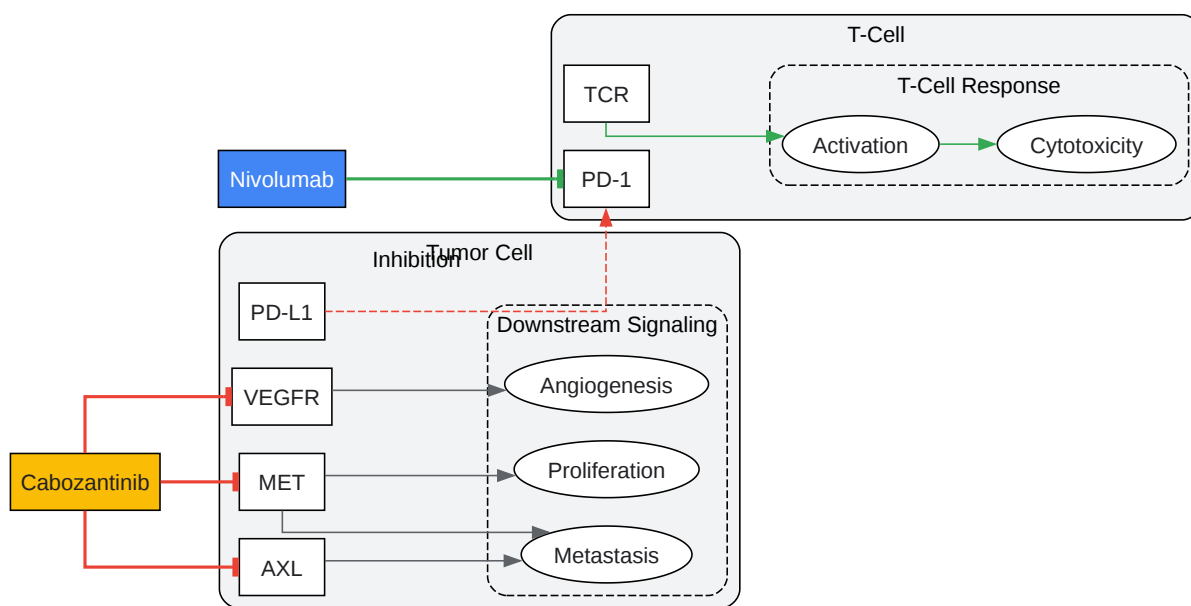 T-Cell
TCR
T-Cell Response
Activation
Cytotoxicity
Nivolumab
PD-1
Tumor Cell
Inhibition
PD-L1
Downstream Signaling
VEGFR
Angiogenesis
Cabozantinib
MET
Proliferation
AXL
Metastasis